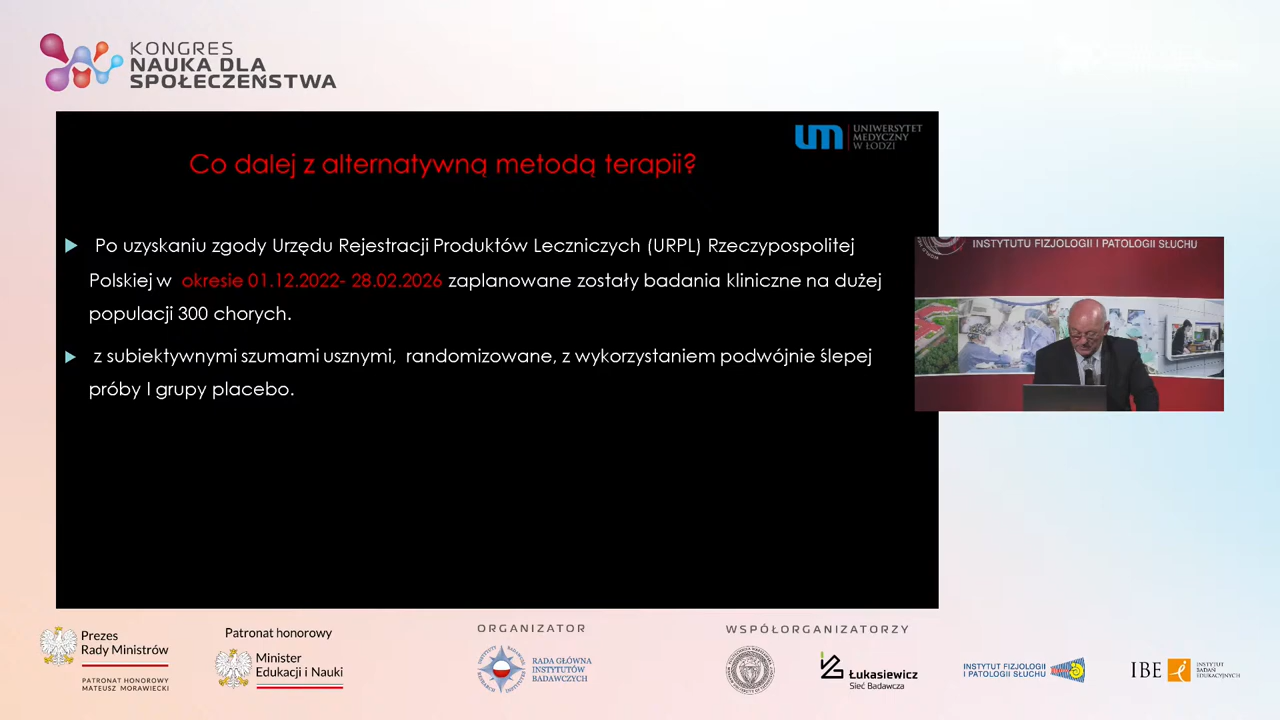 KONGRES
NAUKA DLA
SPOŁECZEŃSTWA
UNIWERSYTET
MEDYCZNY
W ŁODZI
Co dalej z alternatywną metodą terapii?
Po uzyskaniu zgody Urzędu Rejestracji Produktów Leczniczych (URPL) Rzeczypospolitej
Polskiej w okresie 01.12.2022- 28.02.2026 zaplanowane zostały badania kliniczne na dużej
populacji 300 chorych.
z subiektywnymi szumami usznymi, randomizowane, z wykorzystaniem podwójnie ślepej
próby I grupy placebo.
INSTYTUTU FIZJOLOGII I PATOLOGII SŁUCHU
Prezes
Rady Ministrów
PATRONAT HONOROWY
MATEUSZ MORAWIECKI
Patronat honorowy
Minister
Edukacji i Nauki
ORGANIZATOR
RADA GŁÓWNA
INSTYTUTÓW
BADAWCZYCH
WSPÓŁORGANIZATORZY
Łukasiewicz
Sieć Badawcza
INSTYTUT FIZJOLOGII
I PATOLOGII SŁUCHU
IBE
INSTYTUT
BADAŃ
EDUKACYJNYCH